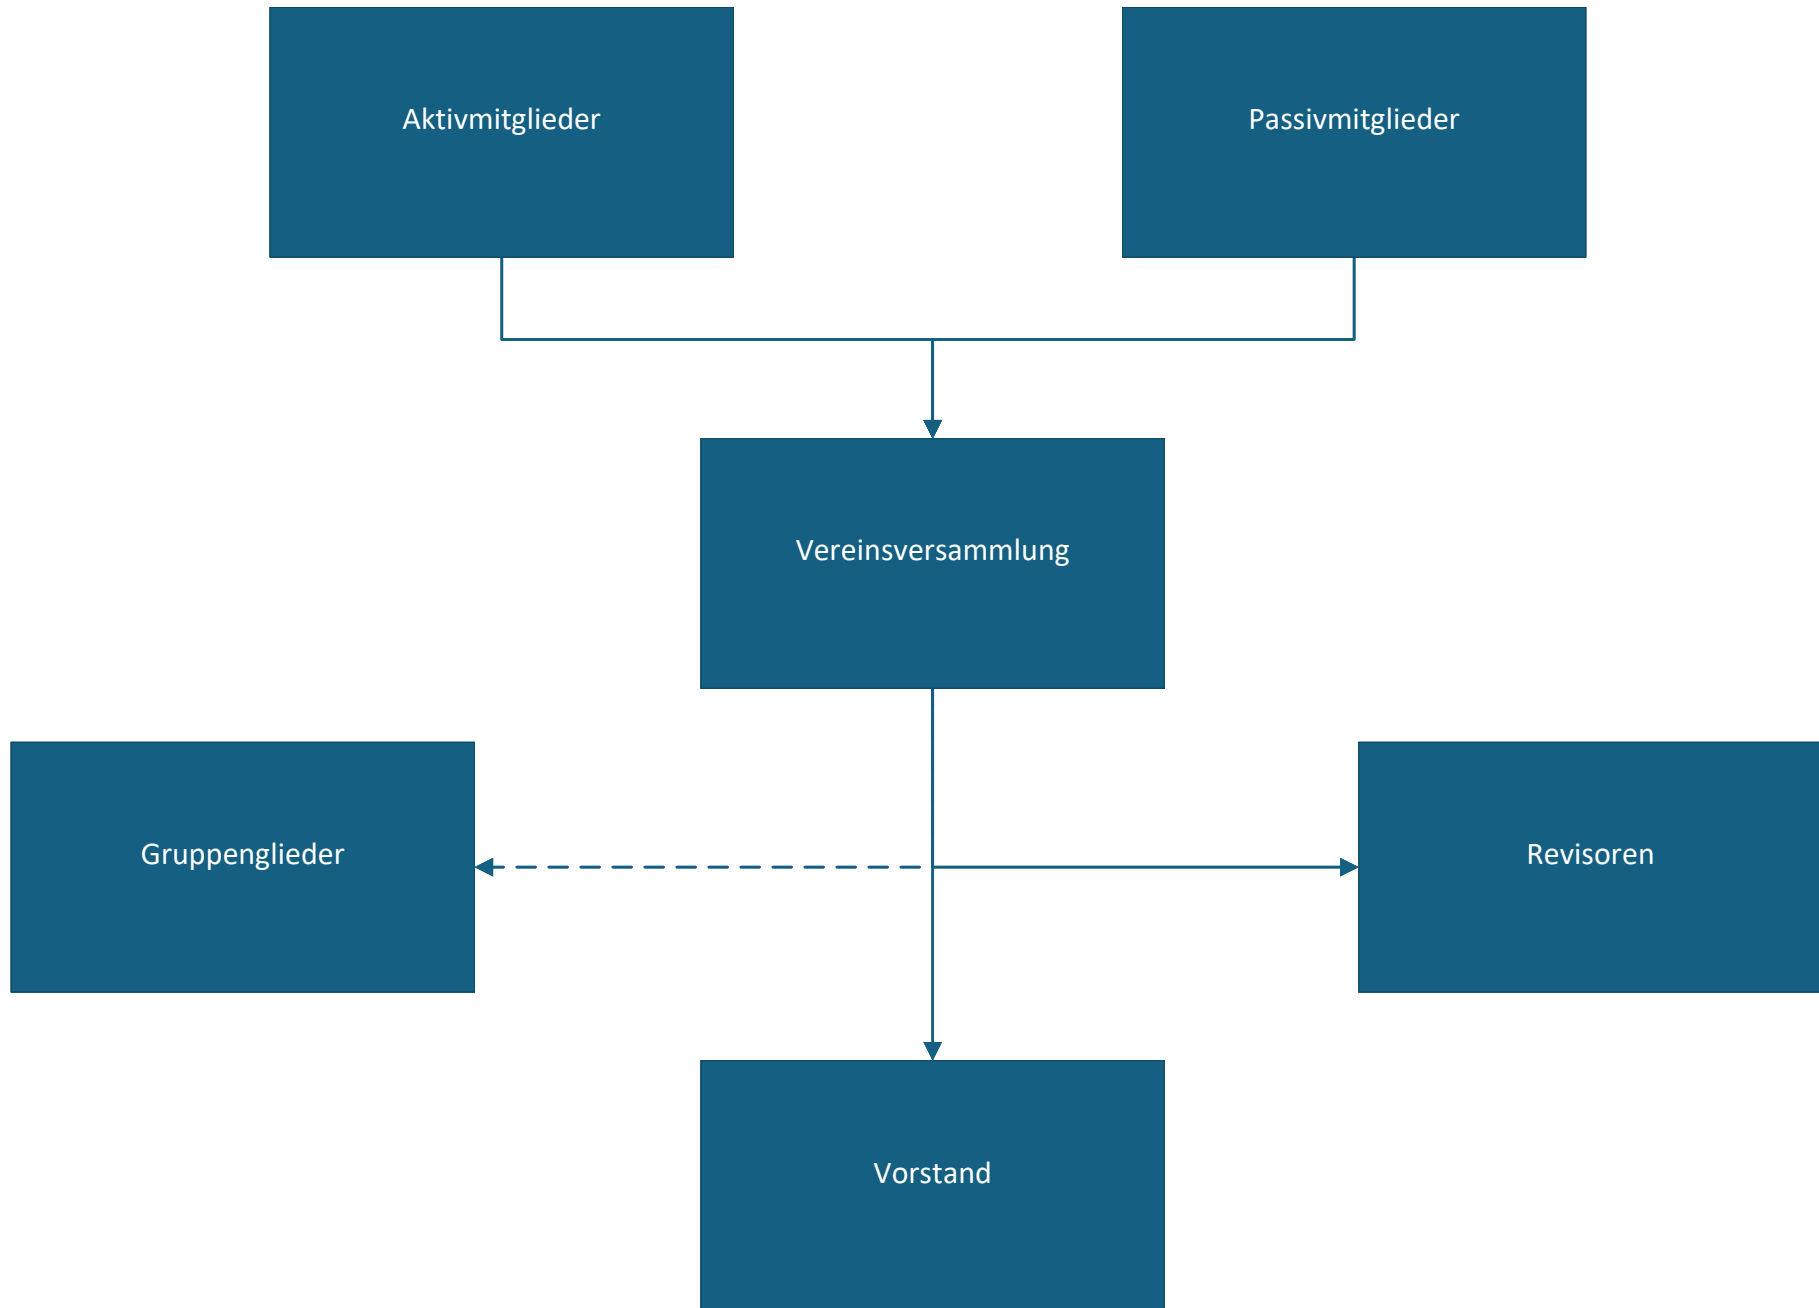 Aktivmitglieder
Passivmitglieder
Vereinsversammlung
Gruppenglieder
Revisoren
Vorstand